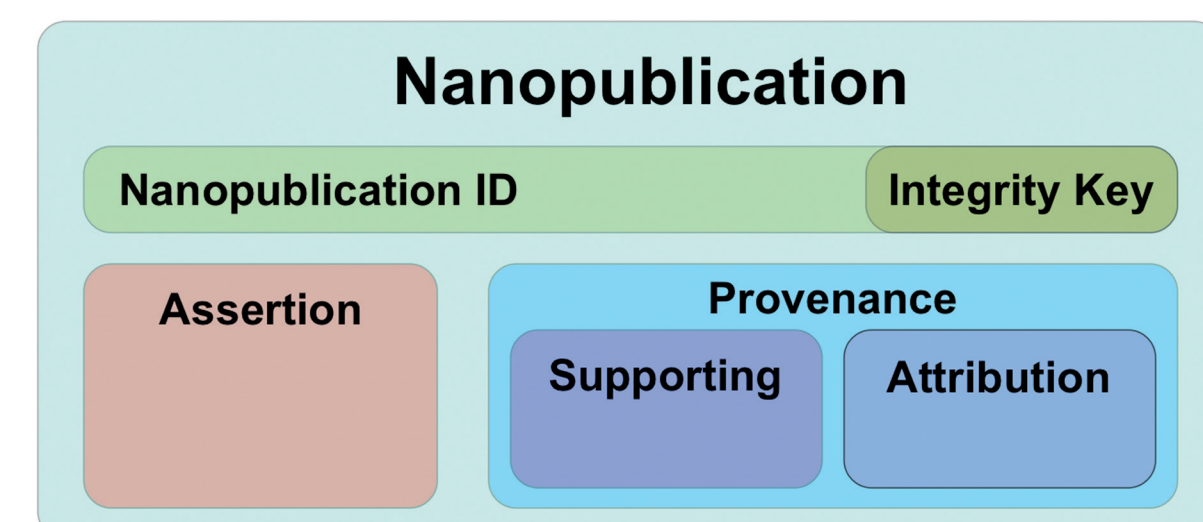 Nanopublication
Nanopublication ID
Integrity Key
Assertion
Provenance
Supporting
Attribution